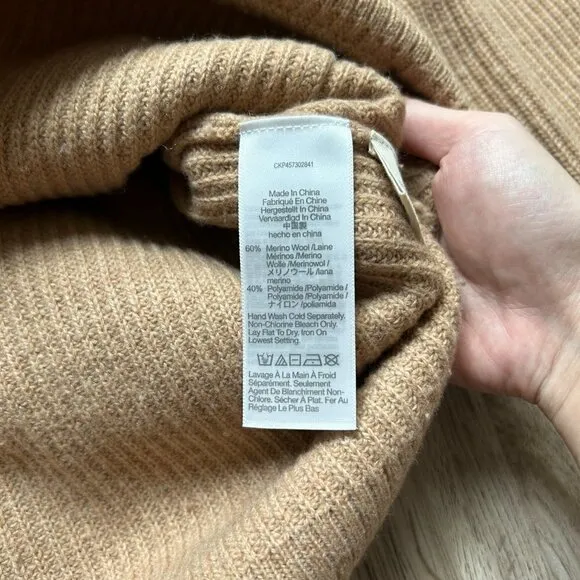 CKP457302841
Made In China
Fabriqué En Chine
Hergestellt In China
Vervaardigd In China
中国製
hecho en china
60% Merino Wool /Laine
Mérinos /Merino
Wolle /Merinowol /
メリノウール /lana
merino
40% Polyamide /Polyamide /
Polyamide /Polyamide /
ナイロン /poliamida
Hand Wash Cold Separately.
Non-Chlorine Bleach Only
Lay Flat To Dry. Iron On
Lowest Setting.
Lavage À La Main À Froid
Séparément. Seulement
Agent De Blanchiment Non-
Chlore. Sécher À Plat. Fer Au
Réglage Le Plus Bas